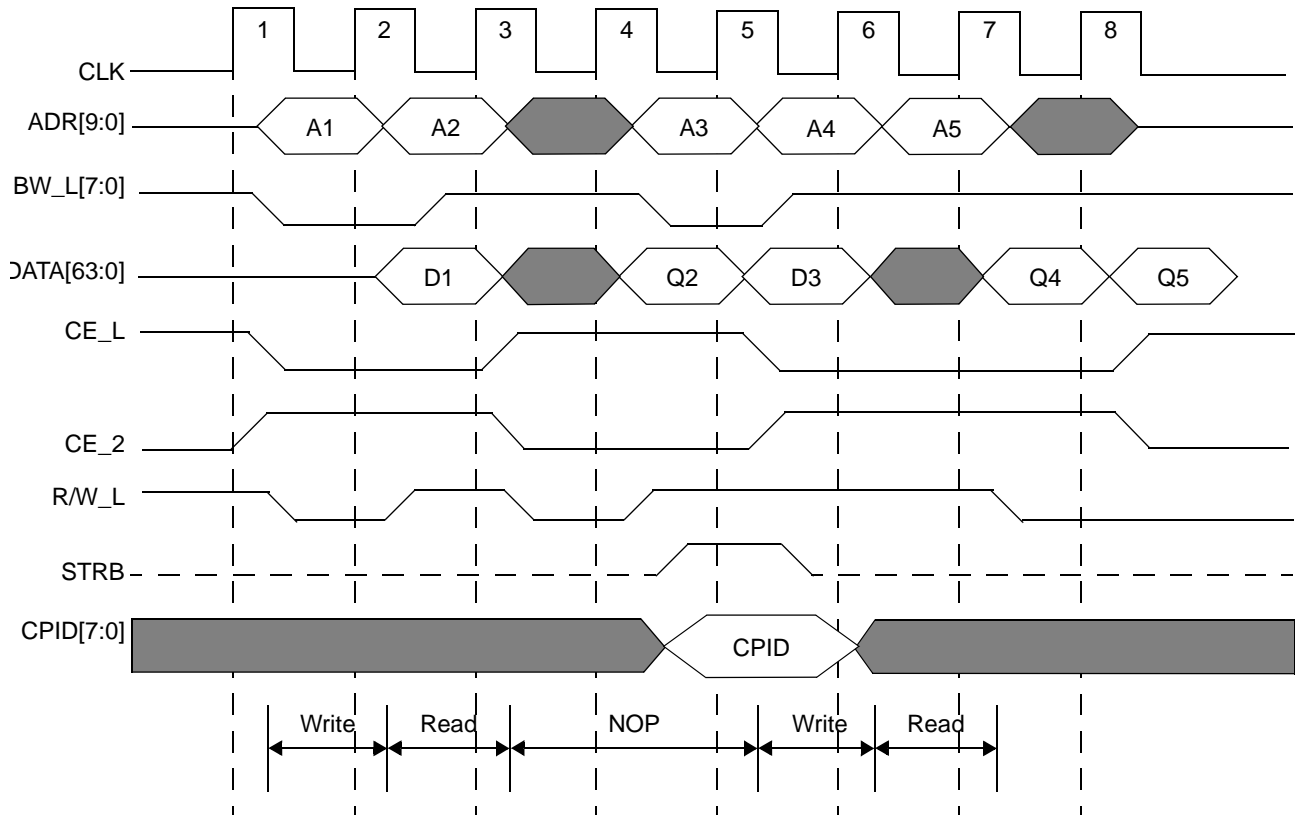 1 2 3 4 5 6 7 8
CLK
ADR[9:0] A1 A2 A3 A4 A5
BW_L[7:0]
DATA[63:0] D1 Q2 D3 Q4 Q5
CE_L
CE_2
R/W_L
STRB
CPID[7:0] CPID
Write Read NOP Write Read